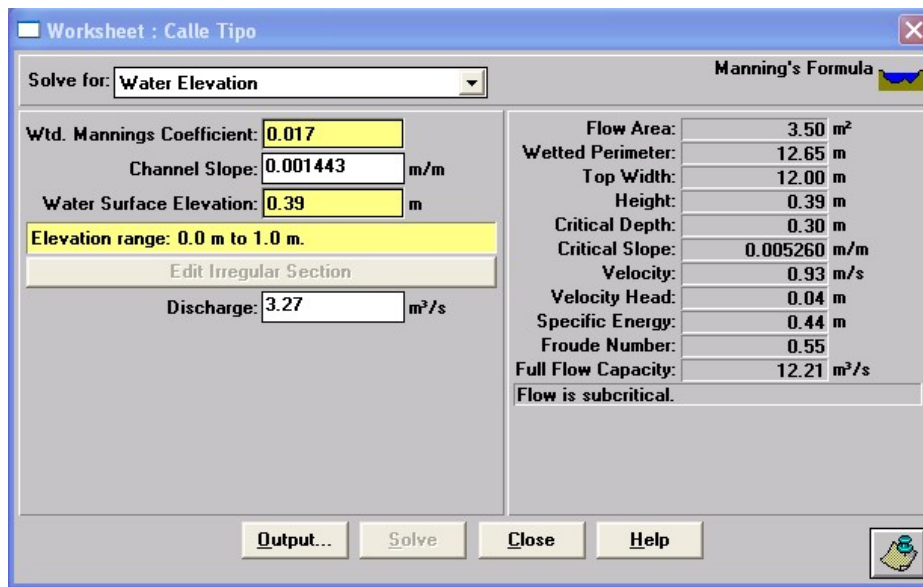 Worksheet : Calle Tipo
Solve for: Water Elevation
Manning's Formula
Wtd. Mannings Coefficient: 0.017
Channel Slope: 0.001443 m/m
Water Surface Elevation: 0.39 m
Elevation range: 0.0 m to 1.0 m.
Edit Irregular Section
Discharge: 3.27 m³/s
Flow Area: 3.50 m²
Wetted Perimeter: 12.65 m
Top Width: 12.00 m
Height: 0.39 m
Critical Depth: 0.30 m
Critical Slope: 0.005260 m/m
Velocity: 0.93 m/s
Velocity Head: 0.04 m
Specific Energy: 0.44 m
Froude Number: 0.55
Full Flow Capacity: 12.21 m³/s
Flow is subcritical.
Output... Solve Close Help